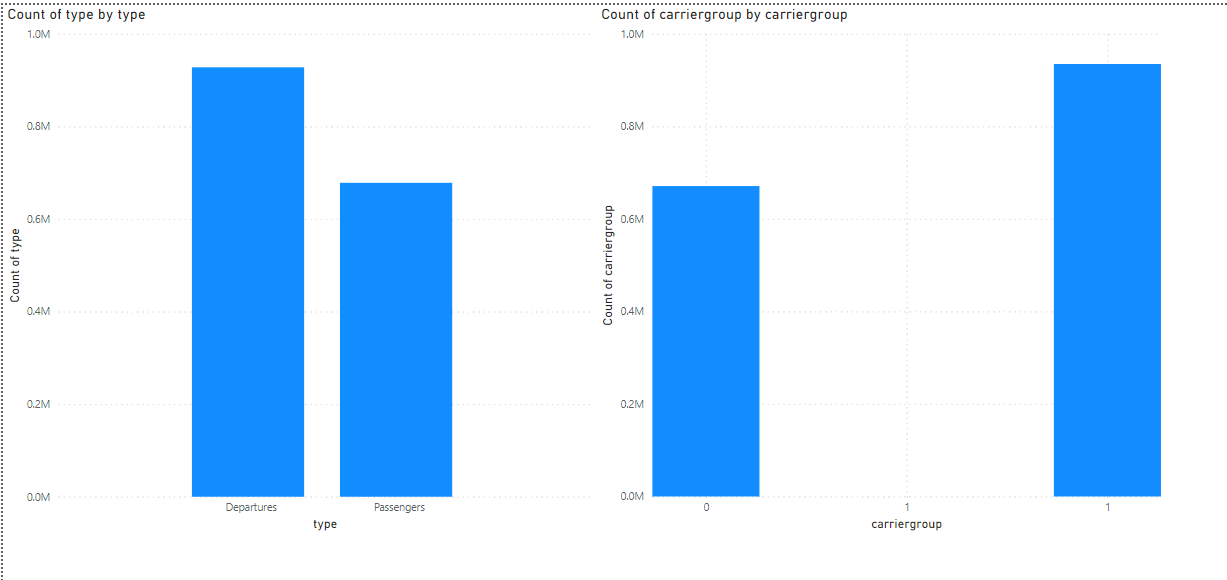 Count of type by type
1.0M
0.8M
0.6M
0.4M
0.2M
0.0M
Count of type
Departures Passengers
type
Count of carriergroup by carriergroup
1.0M
0.8M
0.6M
0.4M
0.2M
0.0M
Count of carriergroup
0 1 1
carriergroup